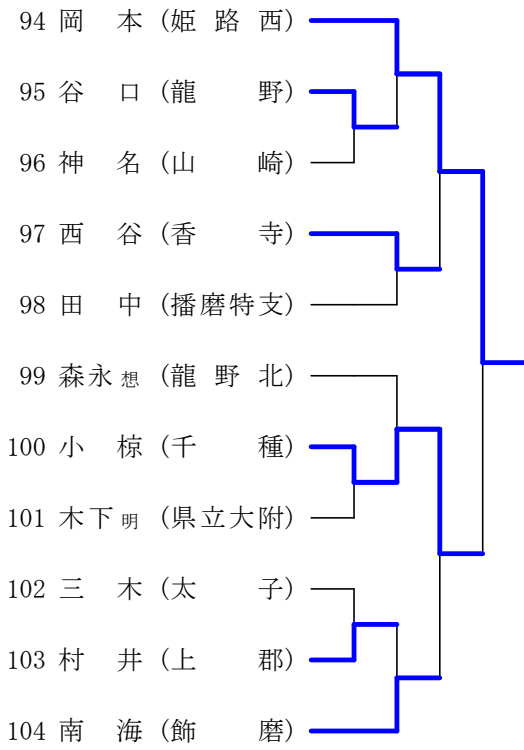 94 岡本 (姫路西)
95 谷口 (龍野)
96 神名 (山崎)
97 西谷 (香寺)
98 田中 (播磨特支)
99 森永想 (龍野北)
100 小椋 (千種)
101 木下明 (県立大附)
102 三木 (太子)
103 村井 (上郡)
104 南海 (飾磨)